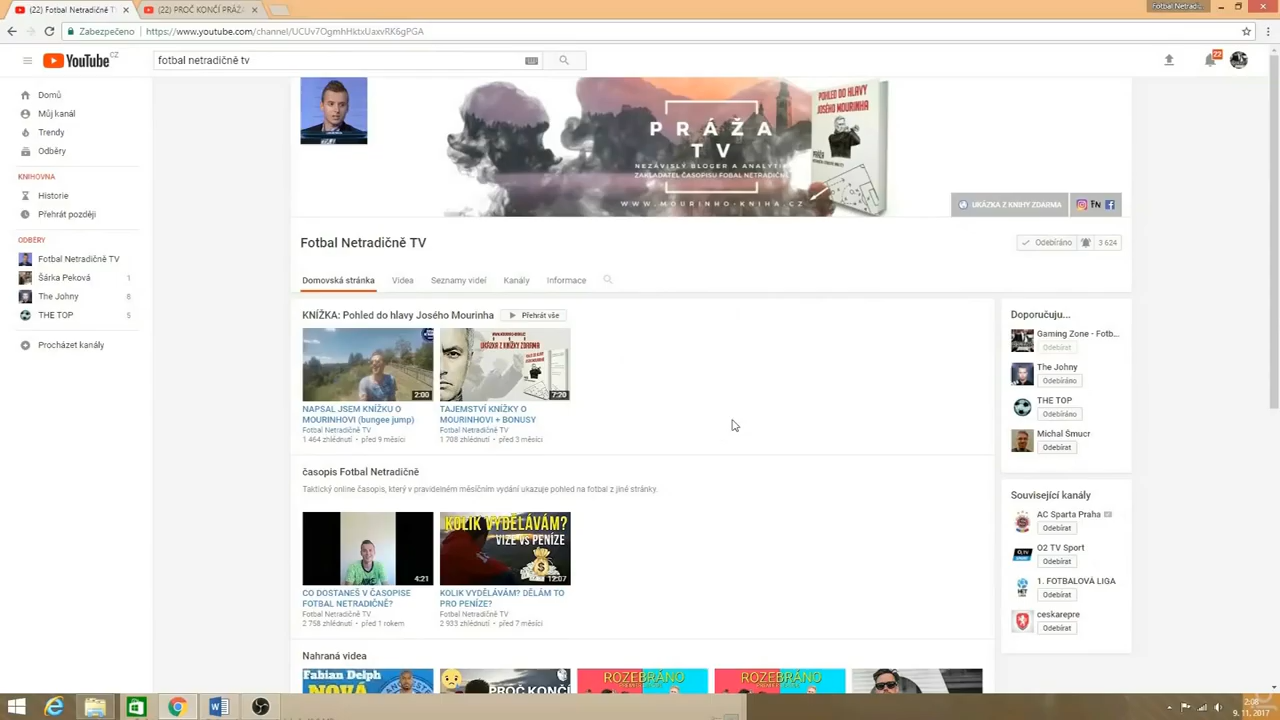 (22) Fotbal Netradičně T
(22) PROČ KONČÍ PRÁŽ
Fotbal Netradič
Zabezpečeno
https://www.youtube.com/channel/UCUv7OgmhHktxUaxvRK6gPGA
YouTube CZ
fotbal netradičně tv
22
Domů
Můj kanál
Trendy
Odběry
KNIHOVNA
Historie
Přehrát později
ODBĚRY
Fotbal Netradičně TV
Šárka Peková 1
The Johny 6
THE TOP 5
Procházet kanály
PRÁŽA
TV
NEZÁVISLÝ BLOGER A ANALYTIK
ZAKLADATEL ČASOPISU FOBAL NETRADIČNĚ
WWW.MOURINHO-KNIHA.CZ
POHLED DO HLAVY
JOSÉHO MOURINHA
PRÁŽA
UKÁZKA Z KNIHY ZDARMA
FN
Fotbal Netradičně TV
Odebíráno 3 624
Domovská stránka Videa Seznamy videí Kanály Informace
KNÍŽKA: Pohled do hlavy Josého Mourinha Přehrát vše
2:00
UKÁZKA Z KNÍŽKY ZDARMA
7:20
NAPSAL JSEM KNÍŽKU O
MOURINHOVI (bungee jump)
Fotbal Netradičně TV
1 464 zhlédnutí • před 9 měsíci
TAJEMSTVÍ KNÍŽKY O
MOURINHOVI + BONUSY
Fotbal Netradičně TV
1 708 zhlédnutí • před 3 měsíci
časopis Fotbal Netradičně
Taktický online časopis, který v pravidelném měsíčním vydání ukazuje pohled na fotbal z jiné stránky.
4:21
KOLIK VYDĚLÁVÁM?
VIZE VS PENÍZE
12:07
CO DOSTANEŠ V ČASOPISE
FOTBAL NETRADIČNĚ?
Fotbal Netradičně TV
2 758 zhlédnutí • před 1 rokem
KOLIK VYDĚLÁVÁM? DĚLÁM TO
PRO PENÍZE?
Fotbal Netradičně TV
2 933 zhlédnutí • před 7 měsíci
Nahraná videa
Fabian Delph
NOVÁ
PROČ KONČÍ
ROZEBRÁNO
ROZEBRÁNO
Doporučuju...
Gaming Zone - Fotb...
Odebírat
The Johny
Odebíráno
THE TOP
Odebíráno
Michal Šmucr
Odebírat
Související kanály
AC Sparta Praha
Odebírat
O2 TV Sport
Odebírat
1. FOTBALOVÁ LIGA
Odebírat
ceskarepre
Odebírat
2:08
9. 11. 2017